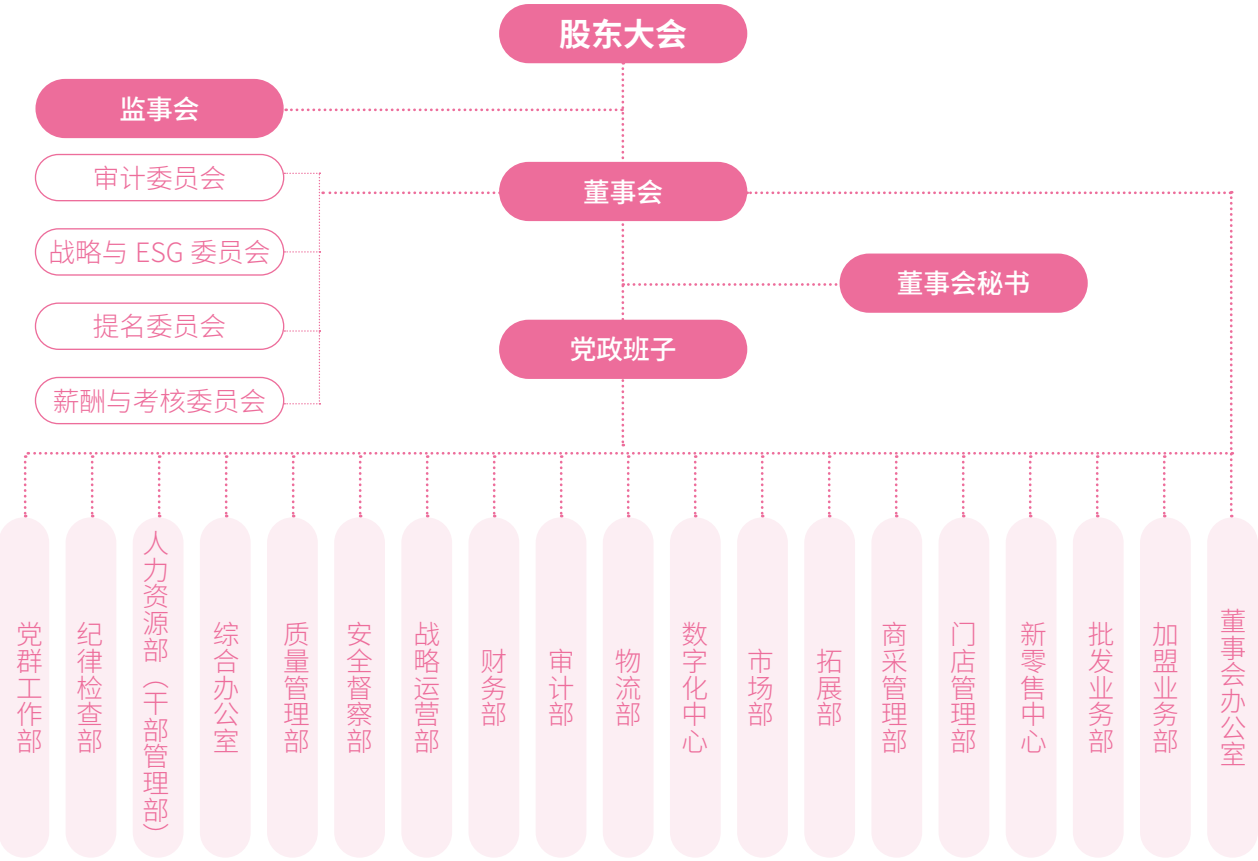 股东大会
监事会
审计委员会
董事会
战略与 ESG 委员会
董事会秘书
提名委员会
党政班子
薪酬与考核委员会
党群工作部
纪律检查部
人力资源部（干部管理部）
综合办公室
质量管理部
安全督察部
战略运营部
财务部
审计部
物流部
数字化中心
市场部
拓展部
商采管理部
门店管理部
新零售中心
批发业务部
加盟业务部
董事会办公室